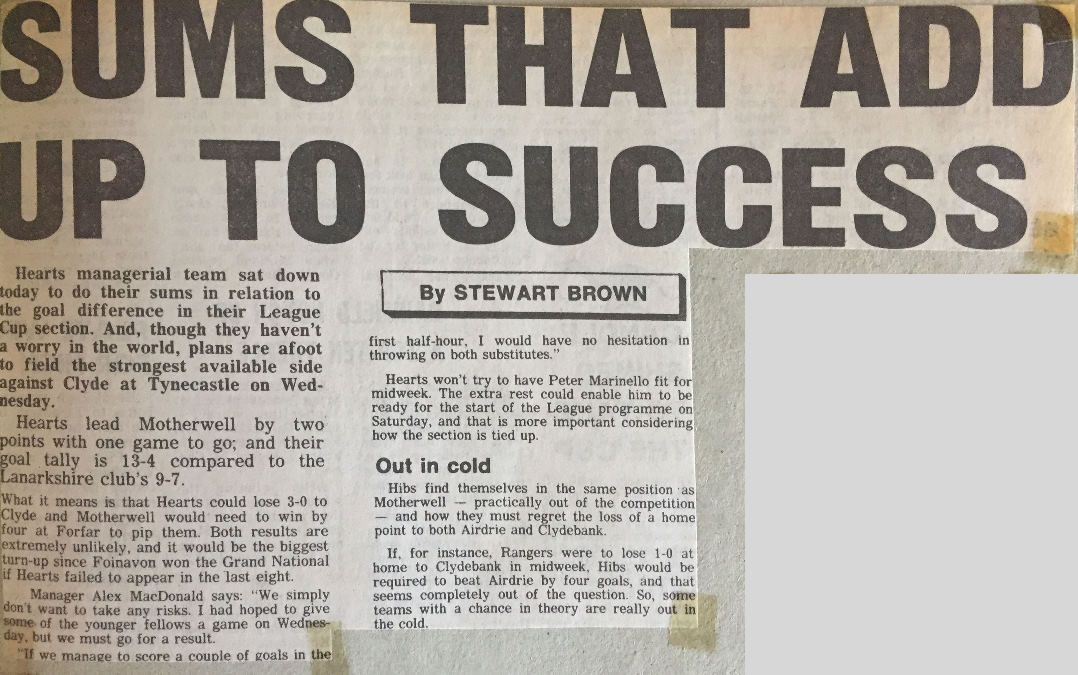 SUMS THAT ADD
UP TO SUCCESS
Hearts managerial team sat down
today to do their sums in relation to
the goal difference in their League
Cup section. And, though they haven't
a worry in the world, plans are afoot
to field the strongest available side
against Clyde at Tynecastle on Wed-
nesday.
Hearts lead Motherwell by two
points with one game to go; and their
goal tally is 13-4 compared to the
Lanarkshire club's 9-7.
What it means is that Hearts could lose 3-0 to
Clyde and Motherwell would need to win by
four at Forfar to pip them. Both results are
extremely unlikely, and it would be the biggest
turn-up since Foinavon won the Grand National
if Hearts failed to appear in the last eight.
Manager Alex MacDonald says: "We simply
don't want to take any risks. I had hoped to give
some of the younger fellows a game on Wednes-
day, but we must go for a result.
"If we manage to score a couple of goals in the
By STEWART BROWN
first half-hour, I would have no hesitation in
throwing on both substitutes."
Hearts won't try to have Peter Marinello fit for
midweek. The extra rest could enable him to be
ready for the start of the League programme on
Saturday, and that is more important considering
how the section is tied up.
Out in cold
Hibs find themselves in the same position as
Motherwell — practically out of the competition
— and how they must regret the loss of a home
point to both Airdrie and Clydebank.
If, for instance, Rangers were to lose 1-0 at
home to Clydebank in midweek, Hibs would be
required to beat Airdrie by four goals, and that
seems completely out of the question. So, some
teams with a chance in theory are really out in
the cold.